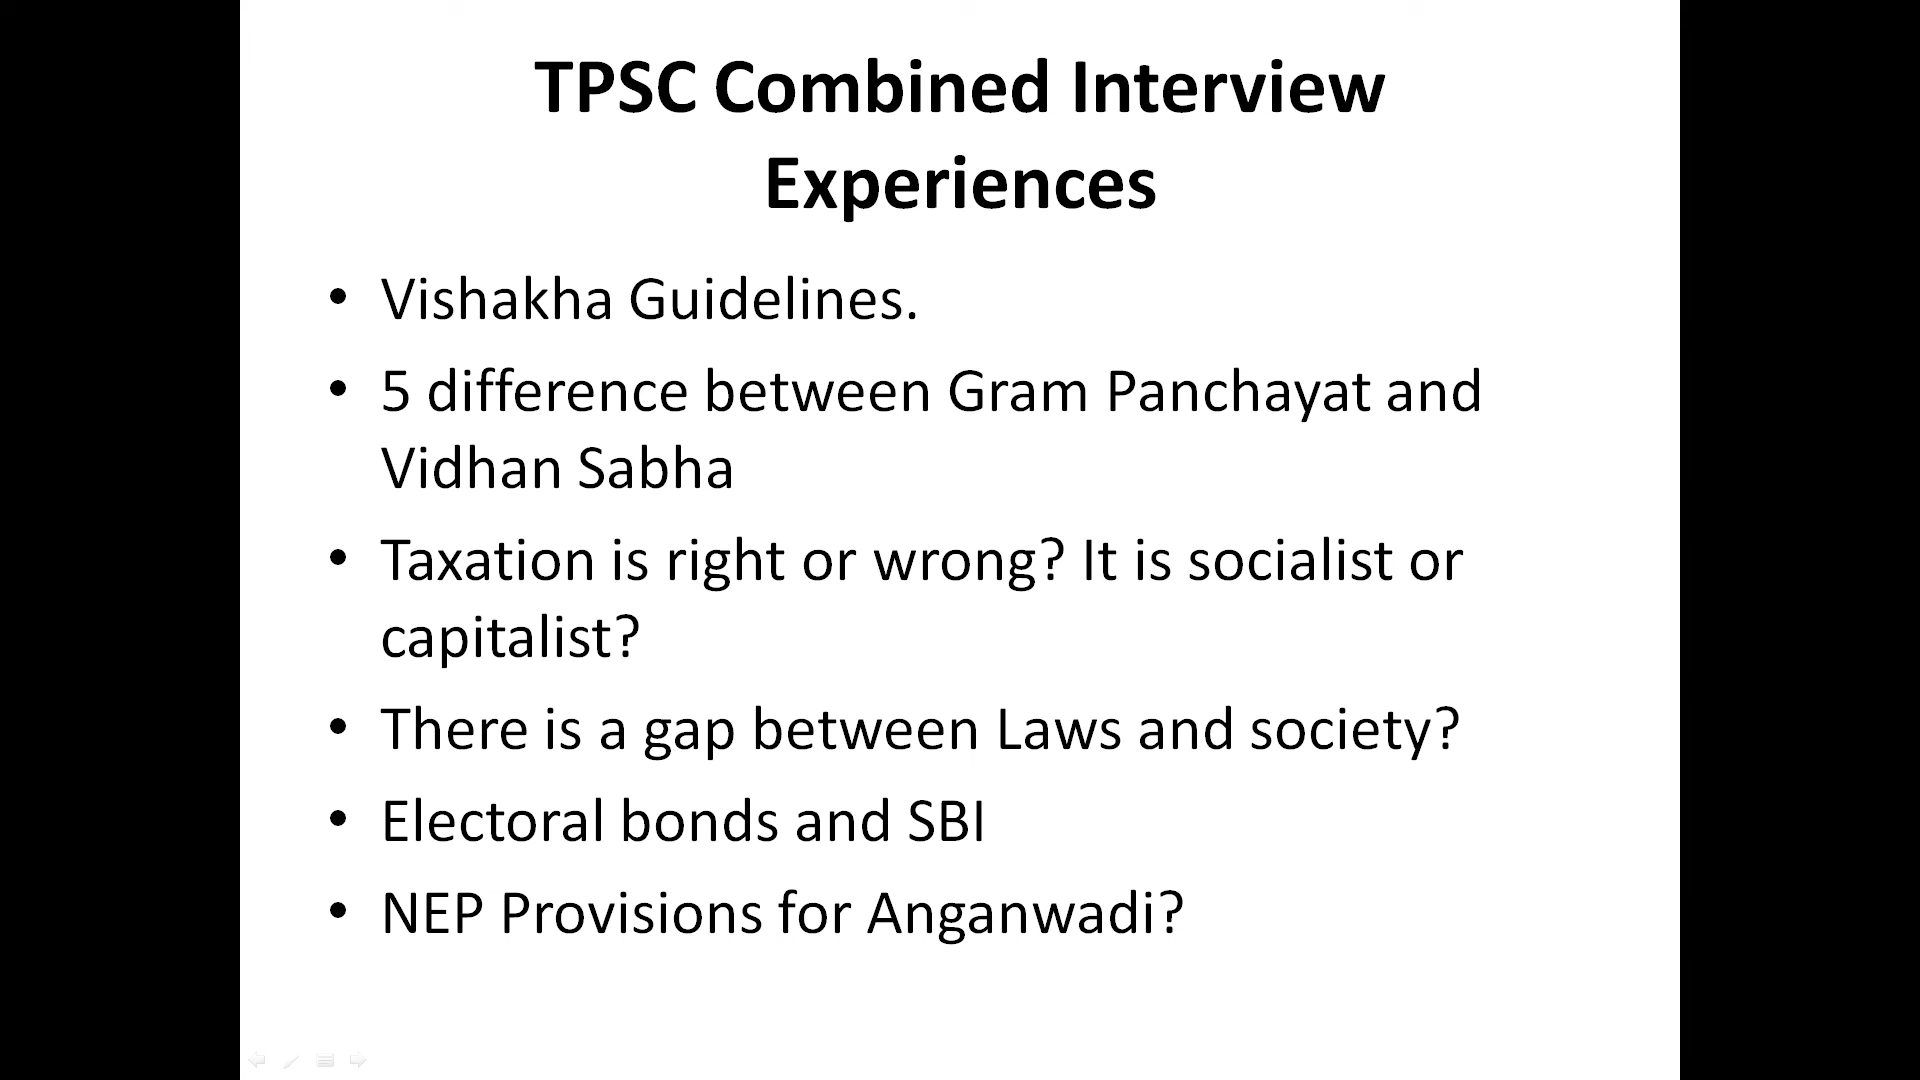 TPSC Combined Interview
Experiences
• Vishakha Guidelines.
• 5 difference between Gram Panchayat and
Vidhan Sabha
• Taxation is right or wrong? It is socialist or
capitalist?
• There is a gap between Laws and society?
• Electoral bonds and SBI
• NEP Provisions for Anganwadi?